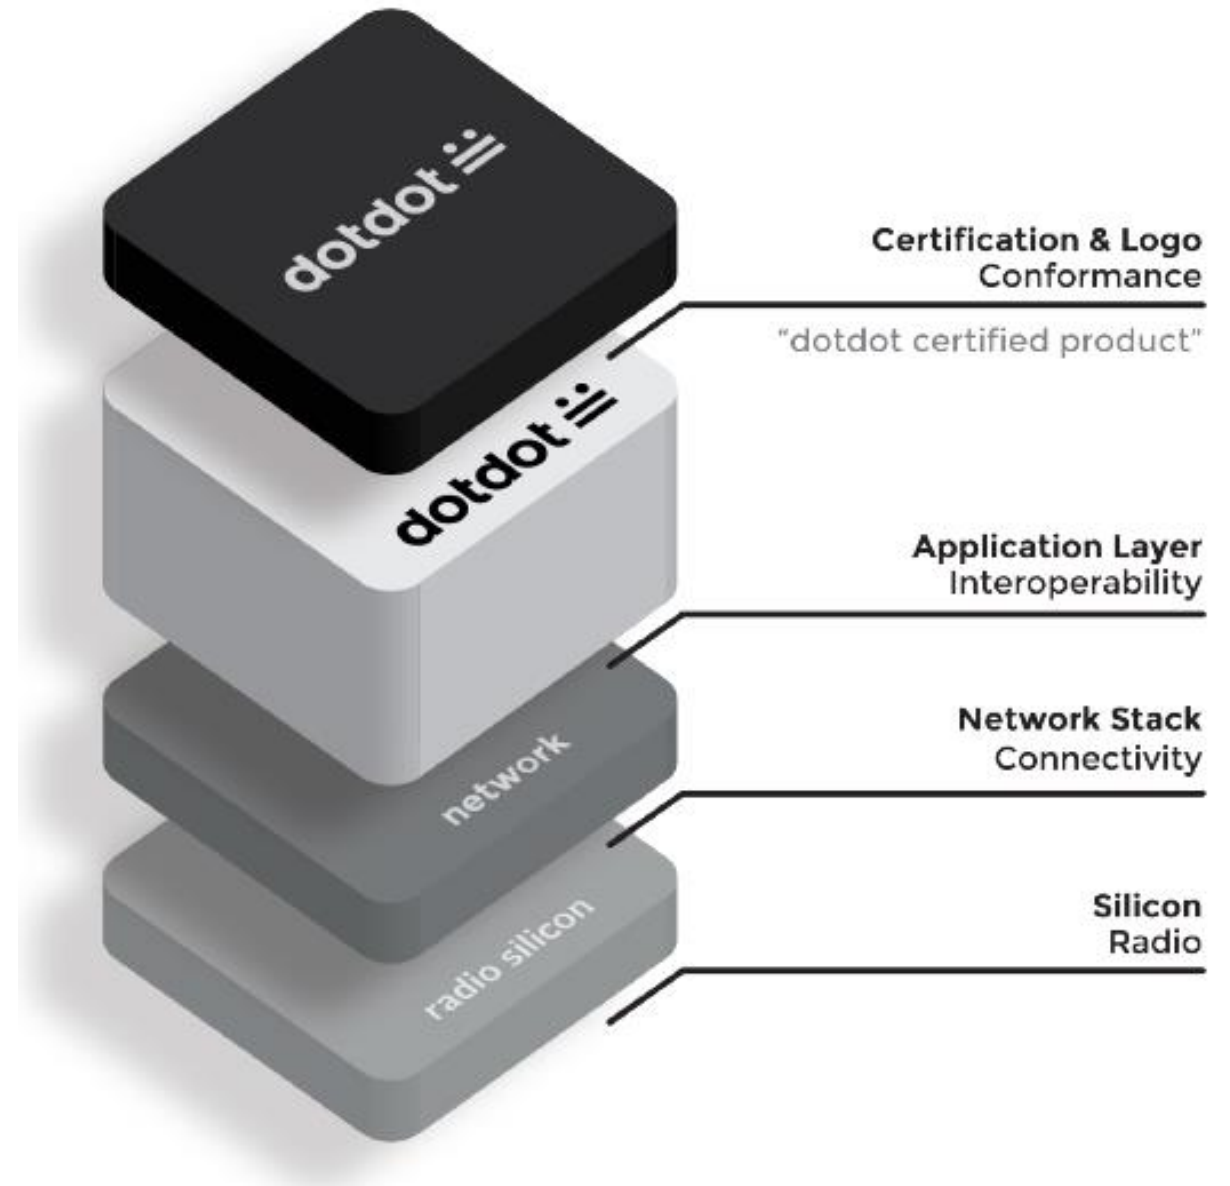 dotdot
Certification & Logo
Conformance
"dotdot certified product"
dotdot
Application Layer
Interoperability
network
Network Stack
Connectivity
radio silicon
Silicon
Radio